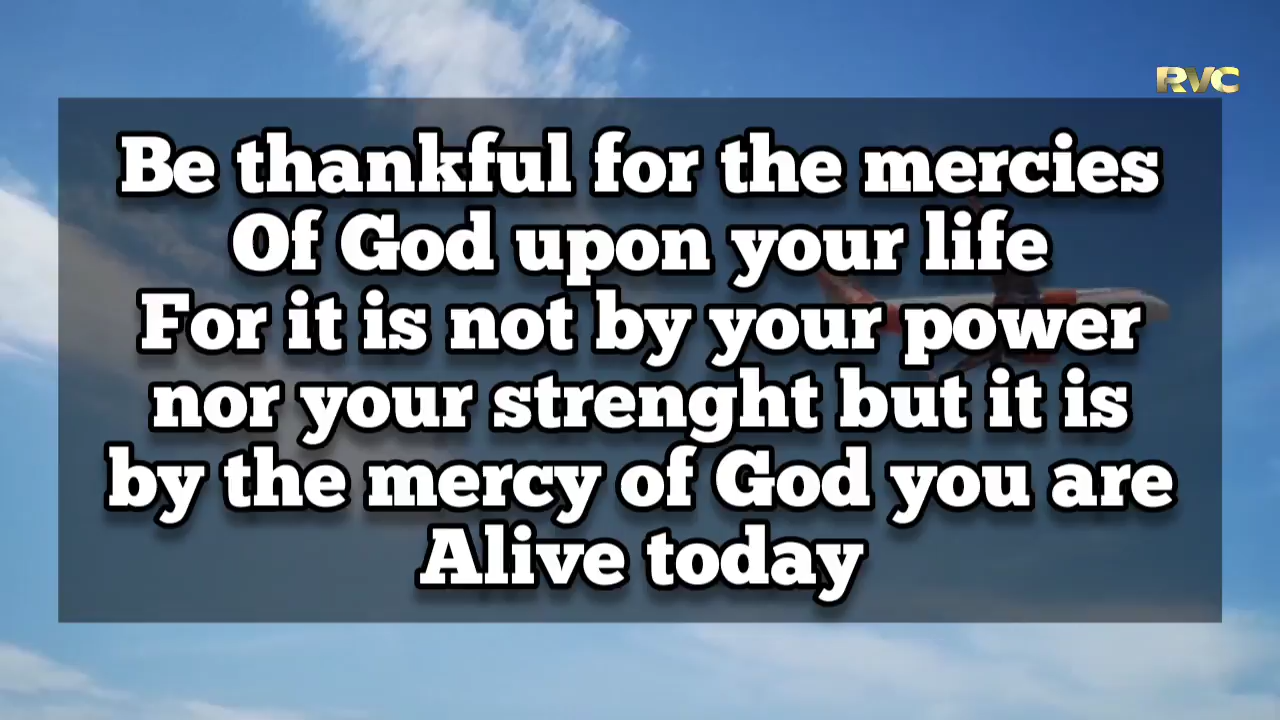 RVC
Be thankful for the mercies
Of God upon your life
For it is not by your power
nor your strenght but it is
by the mercy of God you are
Alive today